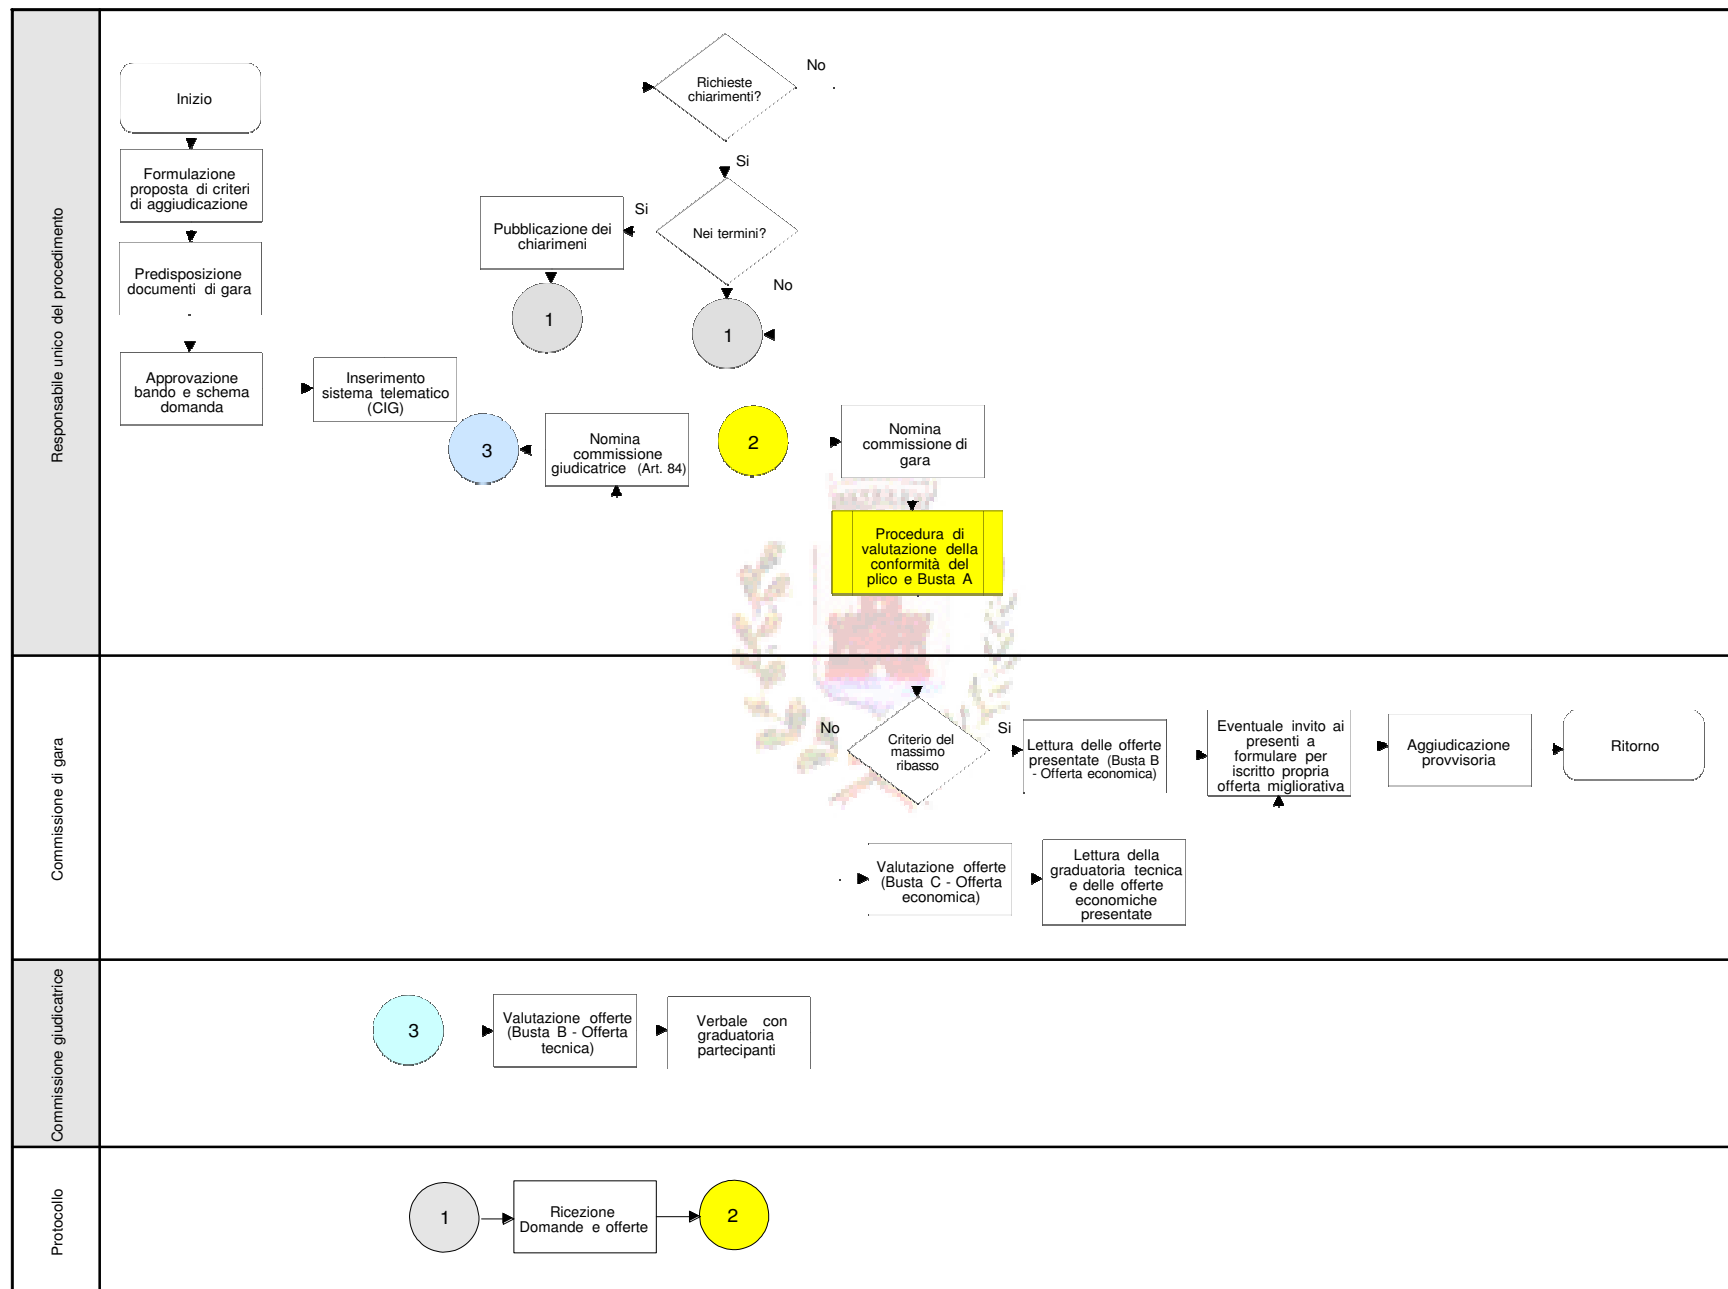 Responsabile unico del procedimento
Inizio
Formulazione
proposta di criteri
di aggiudicazione
Predisposizione
documenti di gara
Approvazione
bando e schema
domanda
Inserimento
sistema telematico
(CIG)
Richieste
chiarimenti?
No
Si
Nei termini?
Si
No
Pubblicazione dei
chiarimeni
1
1
3
Nomina
commissione
giudicatrice (Art. 84)
2
Nomina
commissione di
gara
Procedura di
valutazione della
conformità del
plico e Busta A
Commissione di gara
No
Criterio del
massimo
ribasso
Si
Lettura delle offerte
presentate (Busta B
- Offerta economica)
Eventuale invito ai
presenti a
formulare per
iscritto propria
offerta migliorativa
Aggiudicazione
provvisoria
Ritorno
Valutazione offerte
(Busta C - Offerta
economica)
Lettura della
graduatoria tecnica
e delle offerte
economiche
presentate
Commissione giudicatrice
3
Valutazione offerte
(Busta B - Offerta
tecnica)
Verbale con
graduatoria
partecipanti
Protocollo
1
Ricezione
Domande e offerte
2